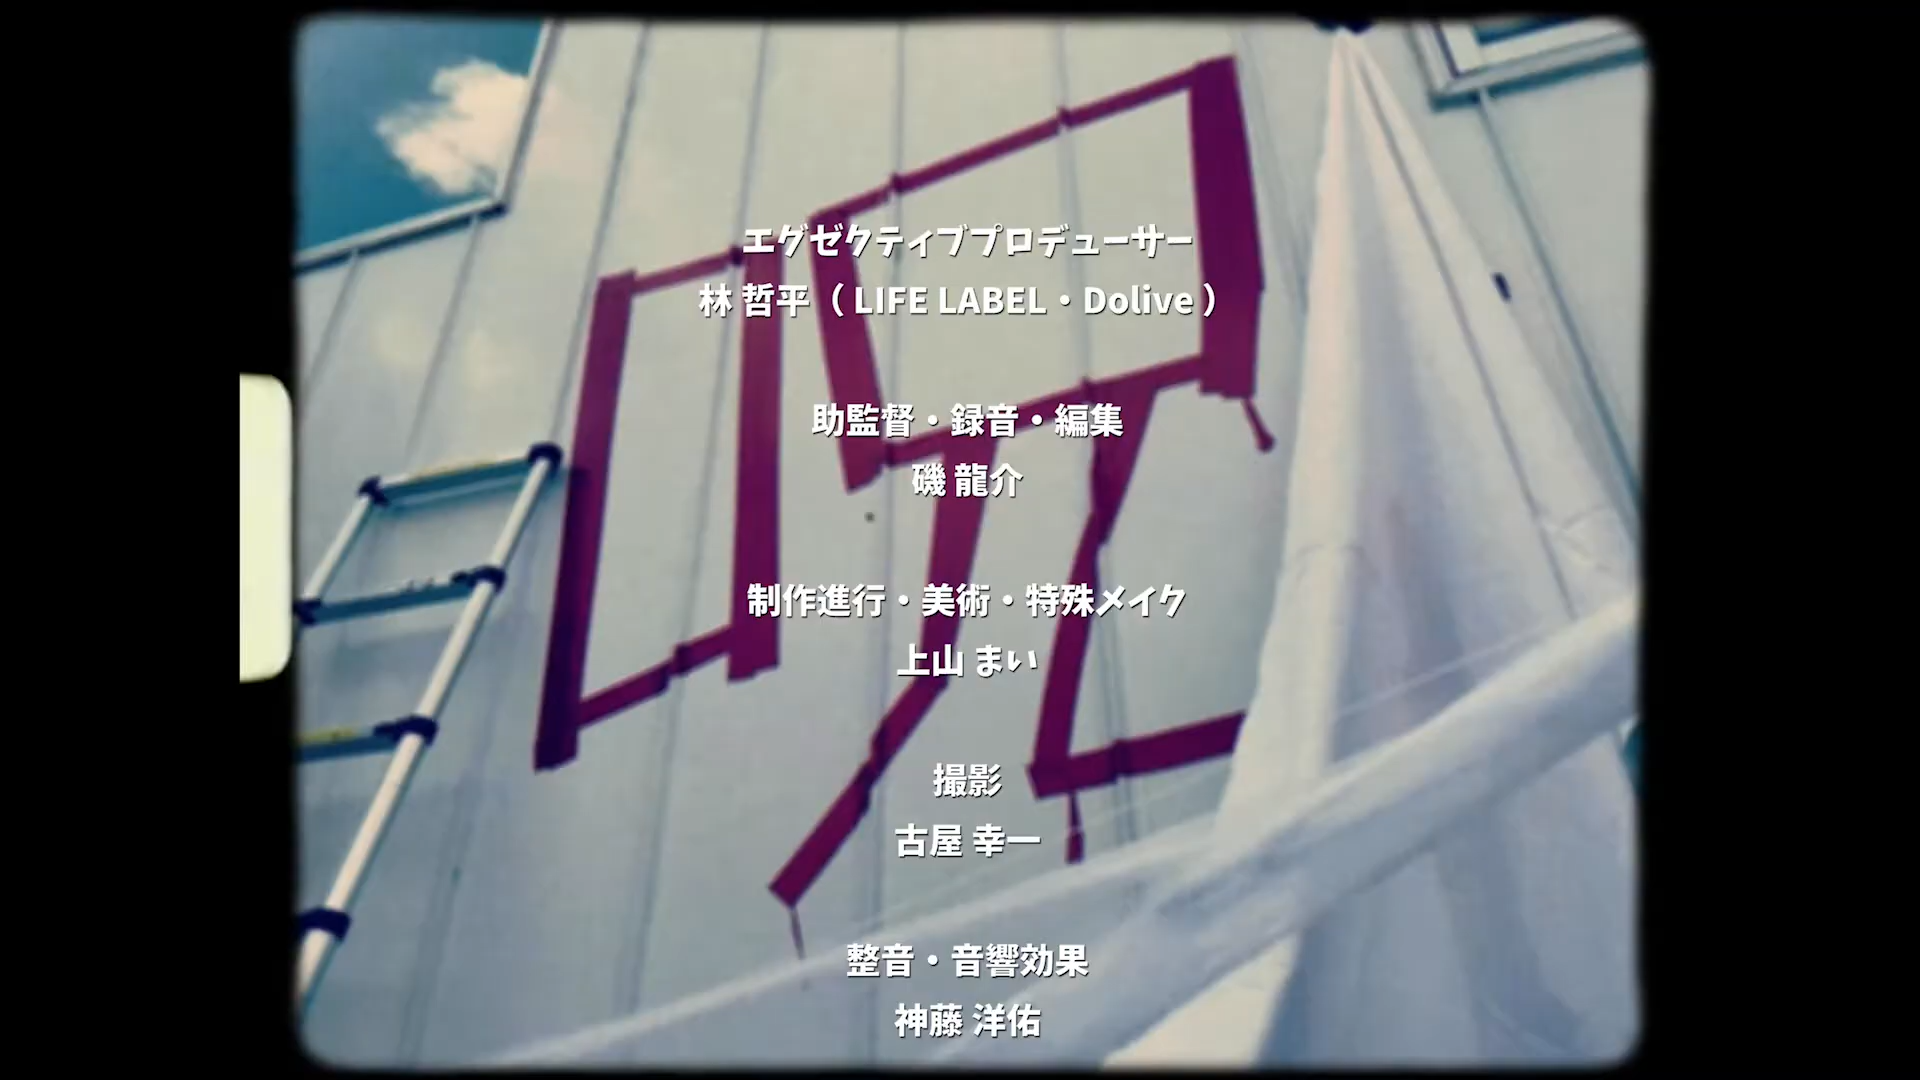 呪
エグゼクティブプロデューサー
林 哲平（ LIFE LABEL・Dolive ）
助監督・録音・編集
磯 龍介
制作進行・美術・特殊メイク
上山 まい
撮影
古屋 幸一
整音・音響効果
神藤 洋佑